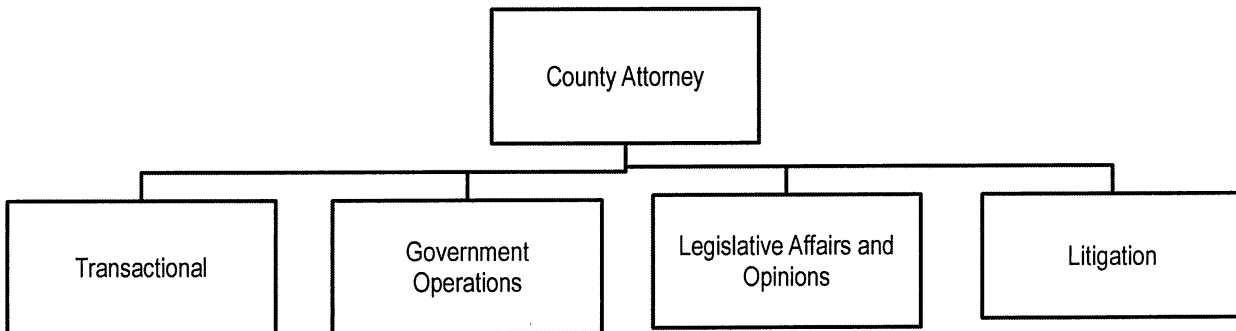 County Attorney
Transactional
Government
Operations
Legislative Affairs and
Opinions
Litigation